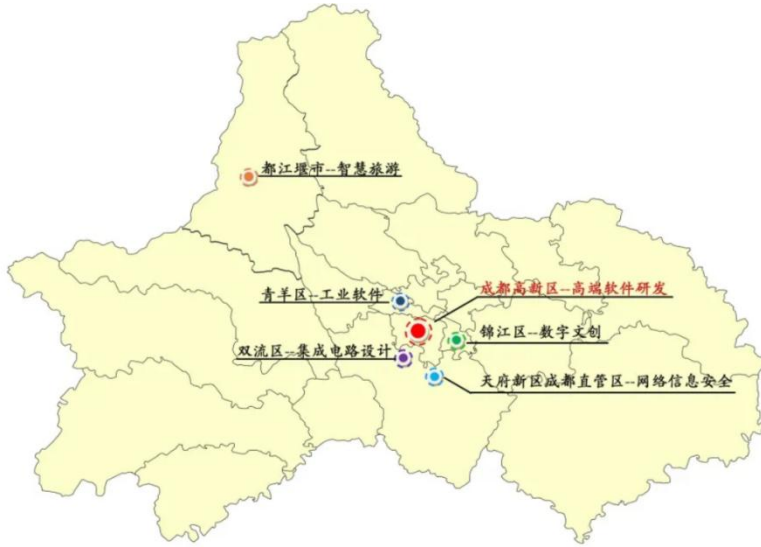 都江堰市--智慧旅游
青羊区--工业软件
成都高新区--高端软件研发
锦江区--数字文创
双流区--集成电路设计
天府新区成都直管区--网络信息安全